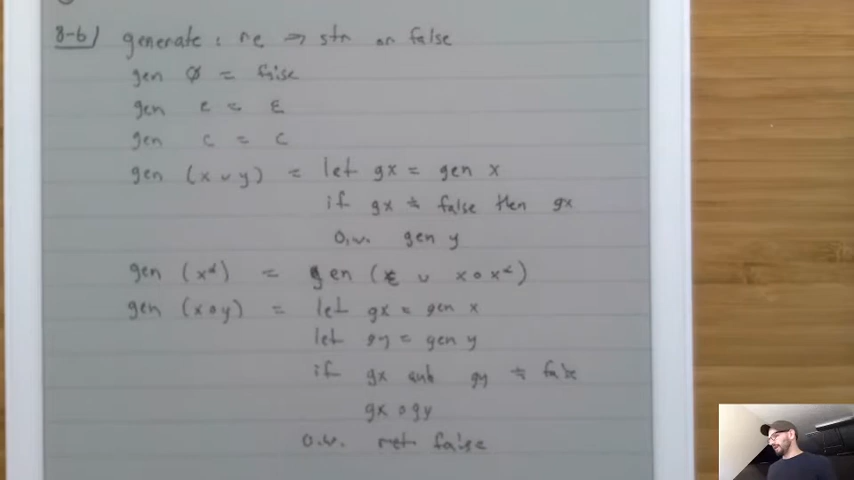 8-6/ generate : re → str or false
gen ∅ = false
gen ε = ε
gen c = c
gen (x ∪ y) = let gx = gen x
if gx ≠ false then gx
o.w. gen y
gen (x*) = gen (ε ∪ x∘x*)
gen (x∘y) = let gx = gen x
let gy = gen y
if gx and gy ≠ false
gx ∘ gy
o.w. ret false